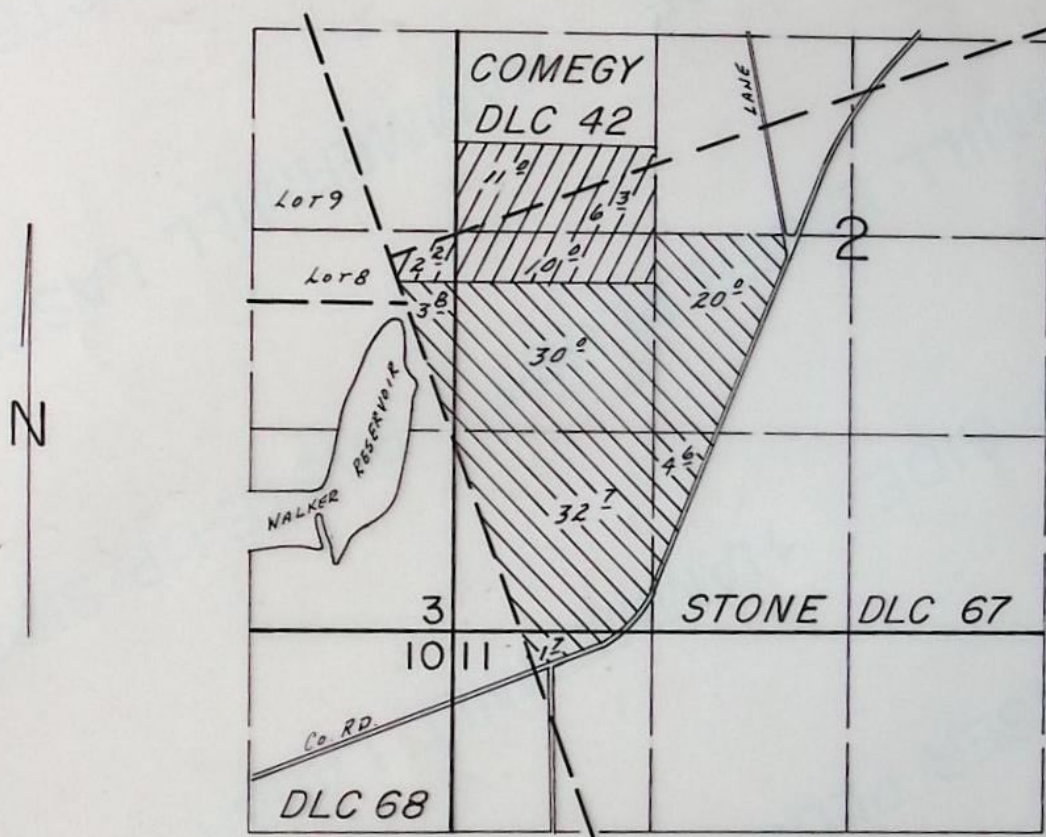 COMEGY
DLC 42
LANE
LOT 9
11 0
6 3
2 2
10 0
2
LOT 8
3 8
20 0
30 0
N
WALKER RESERVOIR
4 6
32 7
3
STONE DLC 67
10 11
1 7
CO. RD.
DLC 68